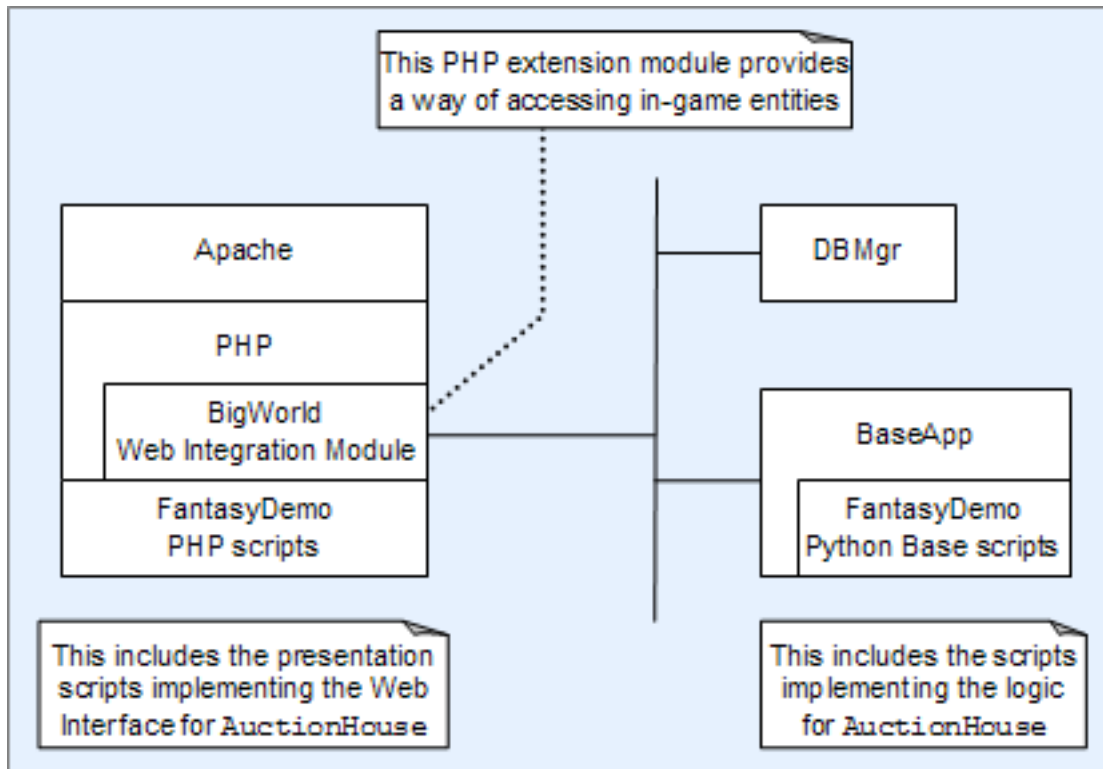 This PHP extension module provides
a way of accessing in-game entities
Apache
DBMgr
PHP
BigWorld
Web Integration Module
BaseApp
FantasyDemo
PHP scripts
FantasyDemo
Python Base scripts
This includes the presentation
scripts implementing the Web
Interface for AuctionHouse
This includes the scripts
implementing the logic
for AuctionHouse